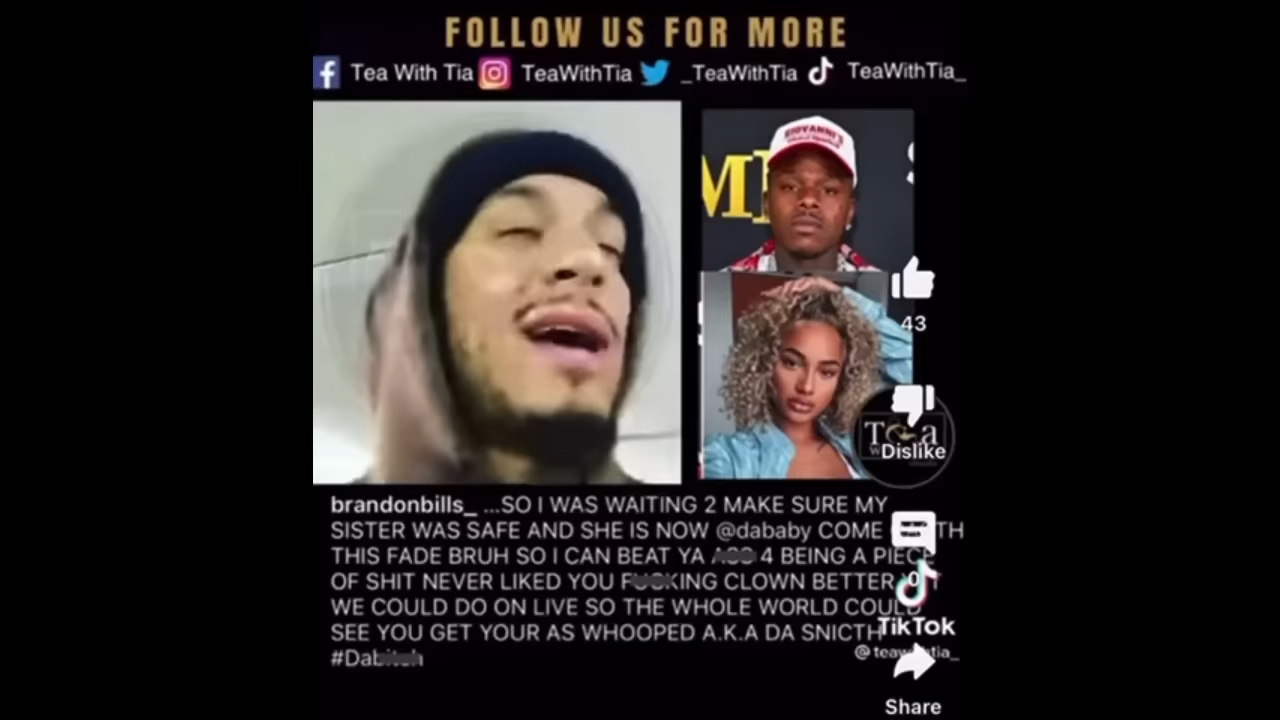 FOLLOW US FOR MORE
Tea With Tia TeaWithTia _TeaWithTia TeaWithTia_
GIOVANNI'S
43
Dislike
brandonbills_ ...SO I WAS WAITING 2 MAKE SURE MY
SISTER WAS SAFE AND SHE IS NOW @dababy COME
THIS FADE BRUH SO I CAN BEAT YA 4 BEING A PIECE
OF SHIT NEVER LIKED YOU CLOWN BETTER
WE COULD DO ON LIVE SO THE WHOLE WORLD COULD
SEE YOU GET YOUR AS WHOOPED A.K.A DA SNICTH
TikTok
Share